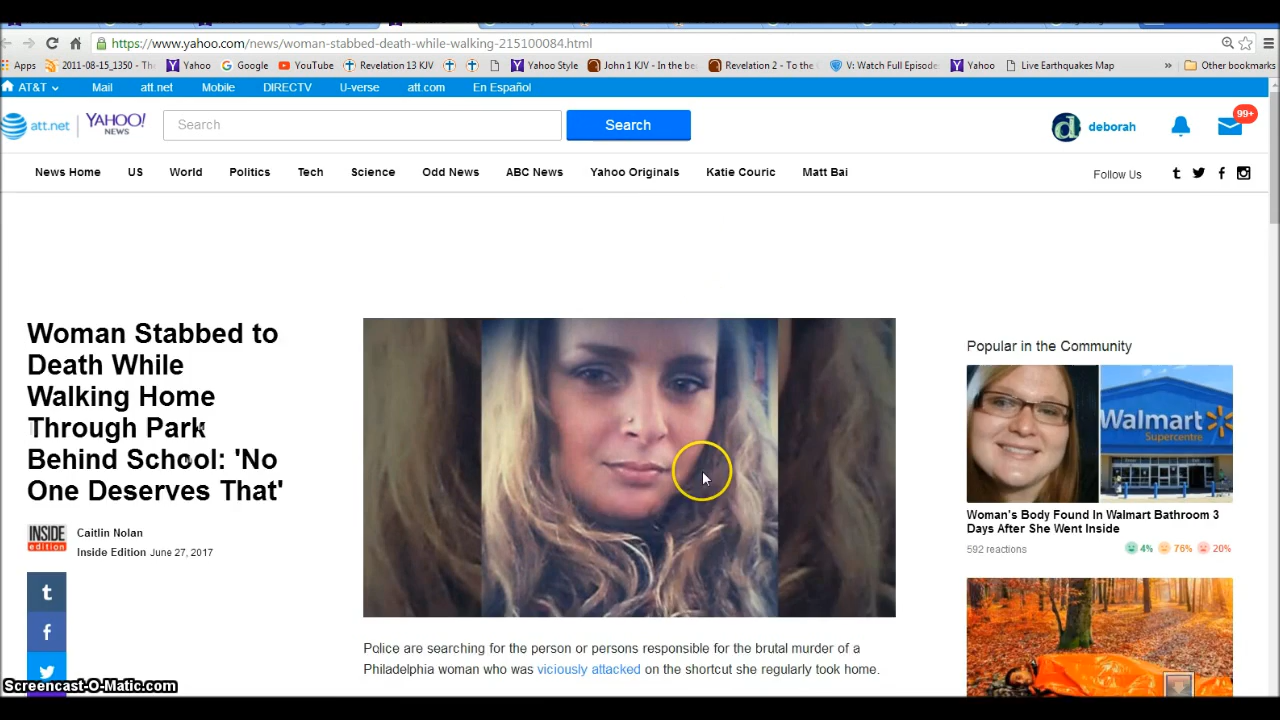 https://www.yahoo.com/news/woman-stabbed-death-while-walking-215100084.html
Apps 2011-08-15_1350 - Th Yahoo Google YouTube Revelation 13 KJV Yahoo Style John 1 KJV - In the be Revelation 2 - To the V: Watch Full Episode Yahoo Live Earthquakes Map » Other bookmarks
AT&T Mail att.net Mobile DIRECTV U-verse att.com En Español
att.net YAHOO! NEWS Search Search d deborah 99+
News Home US World Politics Tech Science Odd News ABC News Yahoo Originals Katie Couric Matt Bai Follow Us
Woman Stabbed to
Death While
Walking Home
Through Park
Behind School: 'No
One Deserves That'
INSIDE edition
Caitlin Nolan
Inside Edition June 27, 2017
Police are searching for the person or persons responsible for the brutal murder of a
Philadelphia woman who was viciously attacked on the shortcut she regularly took home.
Popular in the Community
Walmart
Supercentre
Woman's Body Found In Walmart Bathroom 3
Days After She Went Inside
592 reactions 4% 76% 20%
Screencast-O-Matic.com